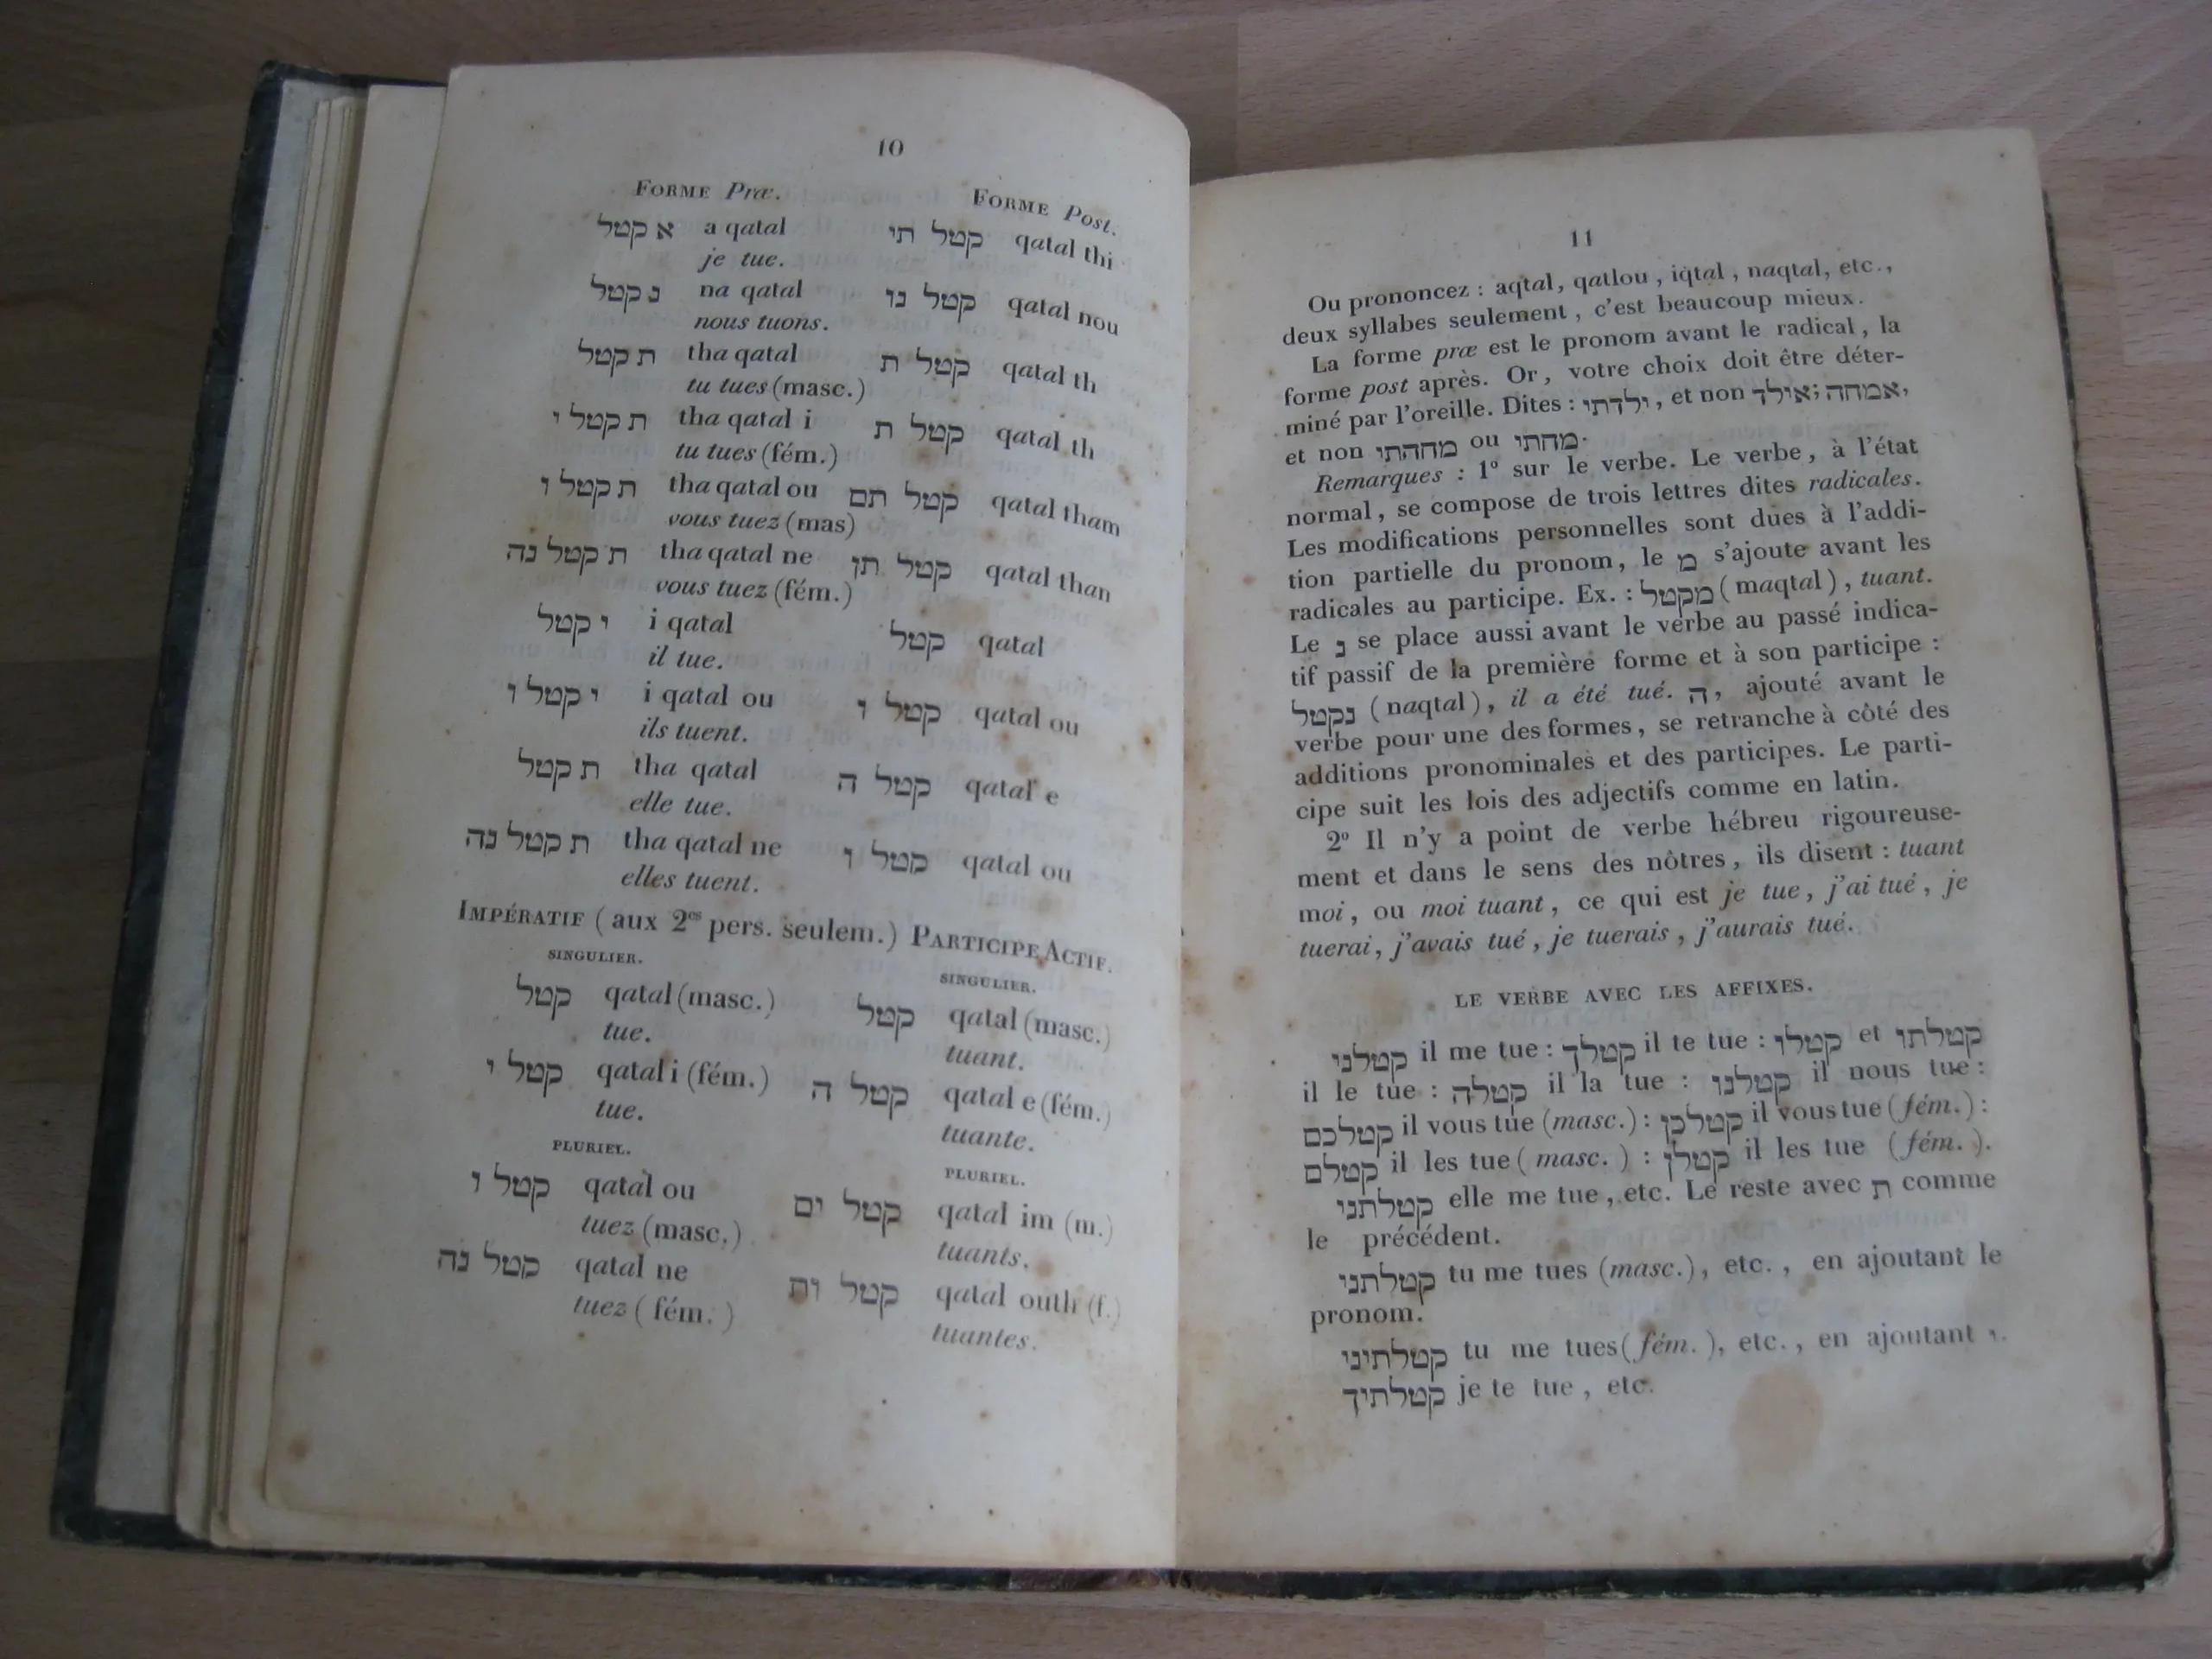 10
FORME Præ. FORME Post.
א קטל a qatal קטל תי qatal thi
je tue.
נ קטל na qatal קטל נו qatal nou
nous tuons.
ת קטל tha qatal קטל ת qatal th
tu tues (masc.)
ת קטל י tha qatal i קטל ת qatal th
tu tues (fém.)
ת קטל ו tha qatal ou קטל תם qatal tham
vous tuez (mas)
ת קטל נה tha qatal ne קטל תן qatal than
vous tuez (fém.)
י קטל i qatal קטל qatal
il tue.
י קטל ו i qatal ou קטל ו qatal ou
ils tuent.
ת קטל tha qatal קטל ה qatal e
elle tue.
ת קטל נה tha qatal ne קטל ו qatal ou
elles tuent.
IMPÉRATIF (aux 2es pers. seulem.) PARTICIPE ACTIF.
SINGULIER. SINGULIER.
קטל qatal (masc.) קטל qatal (masc.)
tue. tuant.
קטל י qatal i (fém.) קטל ה qatal e (fém.)
tue. tuante.
PLURIEL. PLURIEL.
קטל ו qatal ou קטל ים qatal im (m.)
tuez (masc.) tuants.
קטל נה qatal ne קטל ות qatal outh (f.)
tuez (fém.) tuantes.
11
Ou prononcez : aqtal, qatlou, iqtal, naqtal, etc.,
deux syllabes seulement, c'est beaucoup mieux.
La forme præ est le pronom avant le radical, la
forme post après. Or, votre choix doit être déter-
miné par l'oreille. Dites : ילדתי, et non אילד; אמחה,
et non מחהתי ou מחתי.
Remarques : 1° sur le verbe. Le verbe, à l'état
normal, se compose de trois lettres dites radicales.
Les modifications personnelles sont dues à l'addi-
tion partielle du pronom, le מ s'ajoute avant les
radicales au participe. Ex. : מקטל (maqtal), tuant.
Le נ se place aussi avant le verbe au passé indica-
tif passif de la première forme et à son participe :
נקטל (naqtal), il a été tué. ה, ajouté avant le
verbe pour une des formes, se retranche à côté des
additions pronominales et des participes. Le parti-
cipe suit les lois des adjectifs comme en latin.
2° Il n'y a point de verbe hébreu rigoureuse-
ment et dans le sens des nôtres, ils disent : tuant
moi, ou moi tuant, ce qui est je tue, j'ai tué, je
tuerai, j'avais tué, je tuerais, j'aurais tué.
LE VERBE AVEC LES AFFIXES.
קטלני il me tue : קטלך il te tue : קטלו et קטלתו
il le tue : קטלה il la tue : קטלנו il nous tue :
קטלכם il vous tue (masc.) : קטלכן il vous tue (fém.) :
קטלם il les tue (masc.) : קטלן il les tue (fém.).
קטלתני elle me tue, etc. Le reste avec ת comme
le précédent.
קטלתני tu me tues (masc.), etc., en ajoutant le
pronom.
קטלתיני tu me tues (fém.), etc., en ajoutant י.
קטלתיך je te tue, etc.